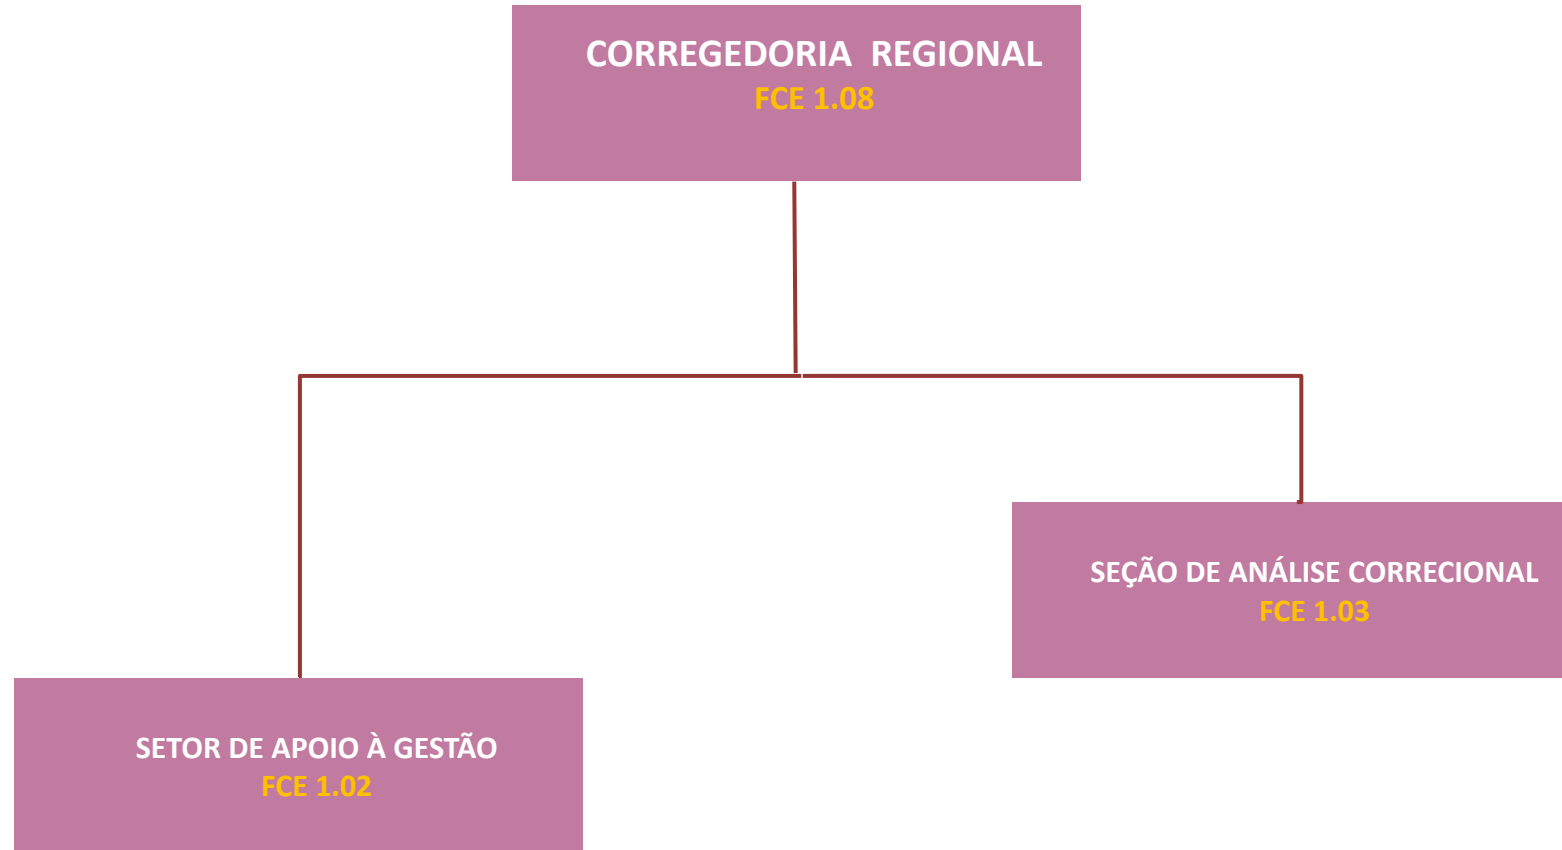 CORREGEDORIA REGIONAL
FCE 1.08
SEÇÃO DE ANÁLISE CORRECIONAL
FCE 1.03
SETOR DE APOIO À GESTÃO
FCE 1.02